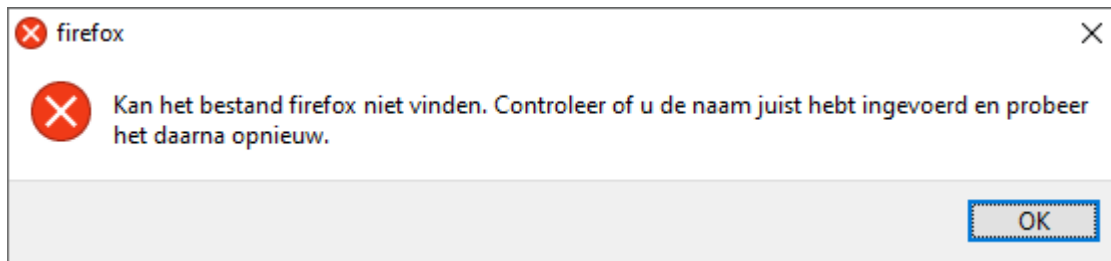 firefox
Kan het bestand firefox niet vinden. Controleer of u de naam juist hebt ingevoerd en probeer
het daarna opnieuw.
OK